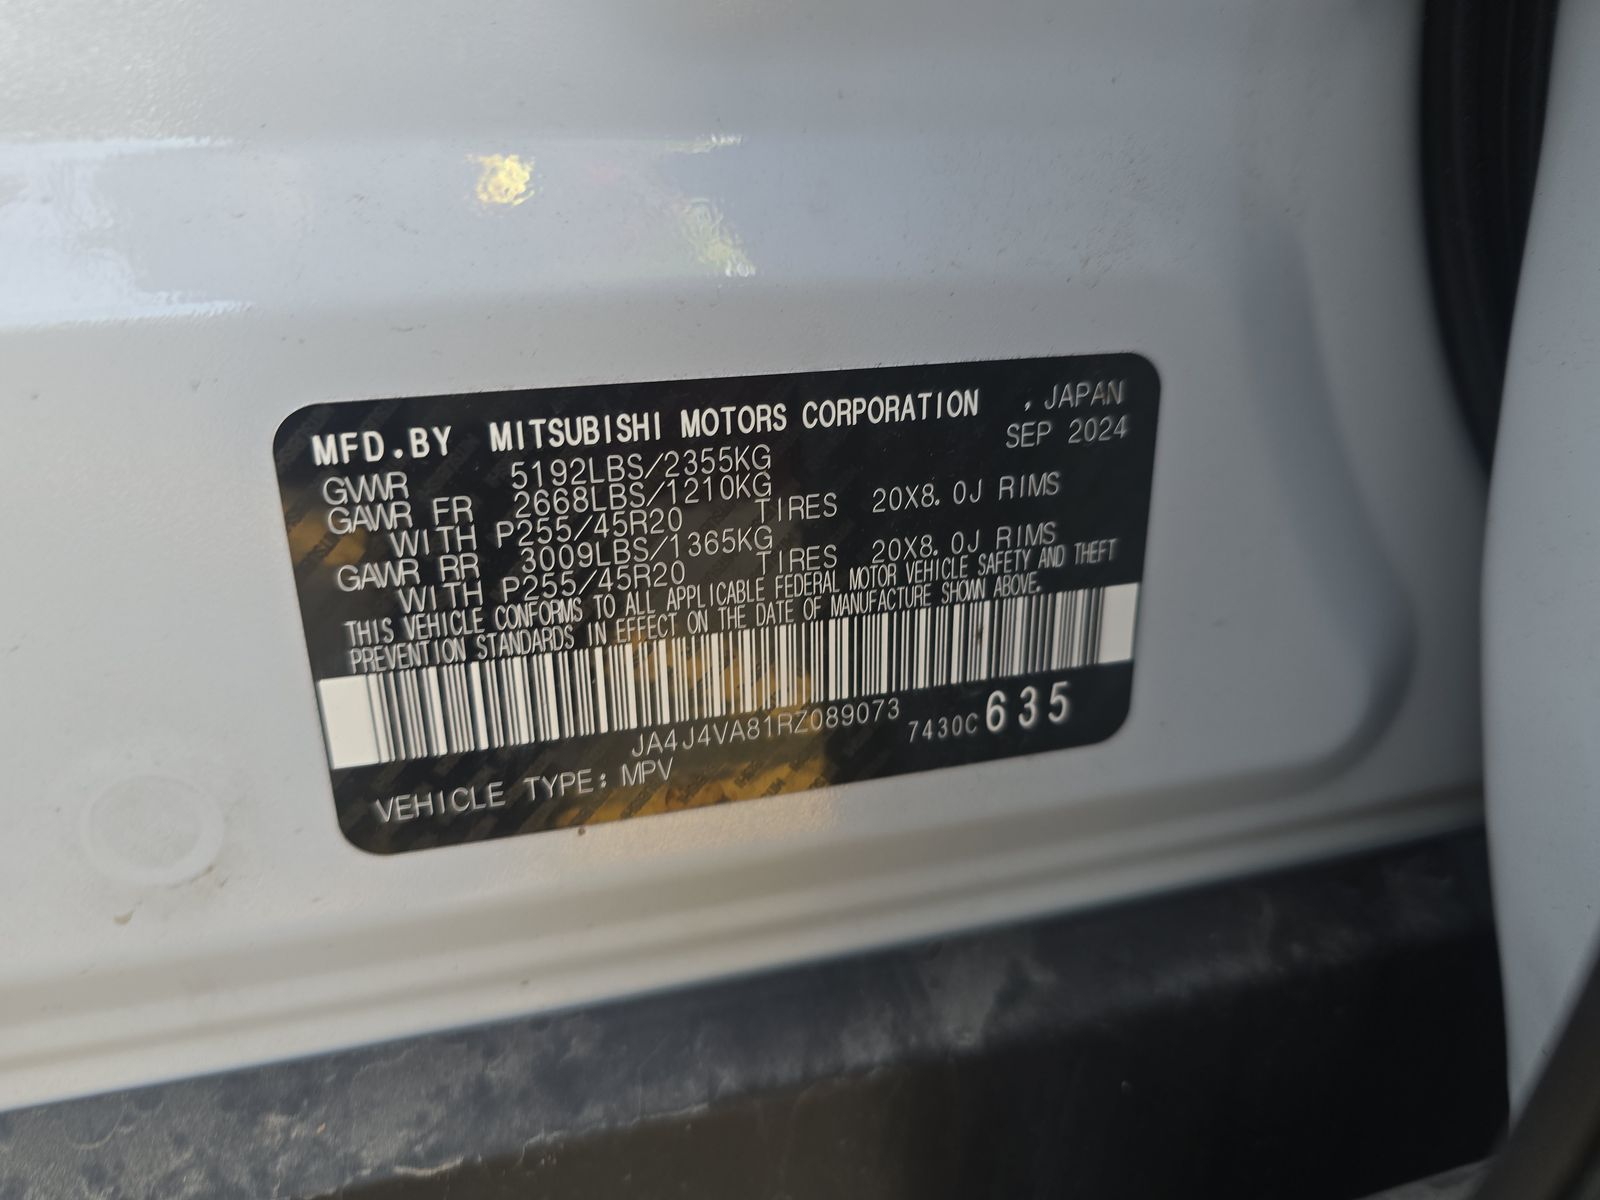 MFD.BY MITSUBISHI MOTORS CORPORATION , JAPAN
SEP 2024
GVWR 5192LBS/2355KG
GAWR FR 2668LBS/1210KG
WITH P255/45R20 TIRES 20X8.0J RIMS
GAWR RR 3009LBS/1365KG
WITH P255/45R20 TIRES 20X8.0J RIMS
THIS VEHICLE CONFORMS TO ALL APPLICABLE FEDERAL MOTOR VEHICLE SAFETY AND THEFT
PREVENTION STANDARDS IN EFFECT ON THE DATE OF MANUFACTURE SHOWN ABOVE.
JA4J4VA81RZ089073 7430C 635
VEHICLE TYPE: MPV